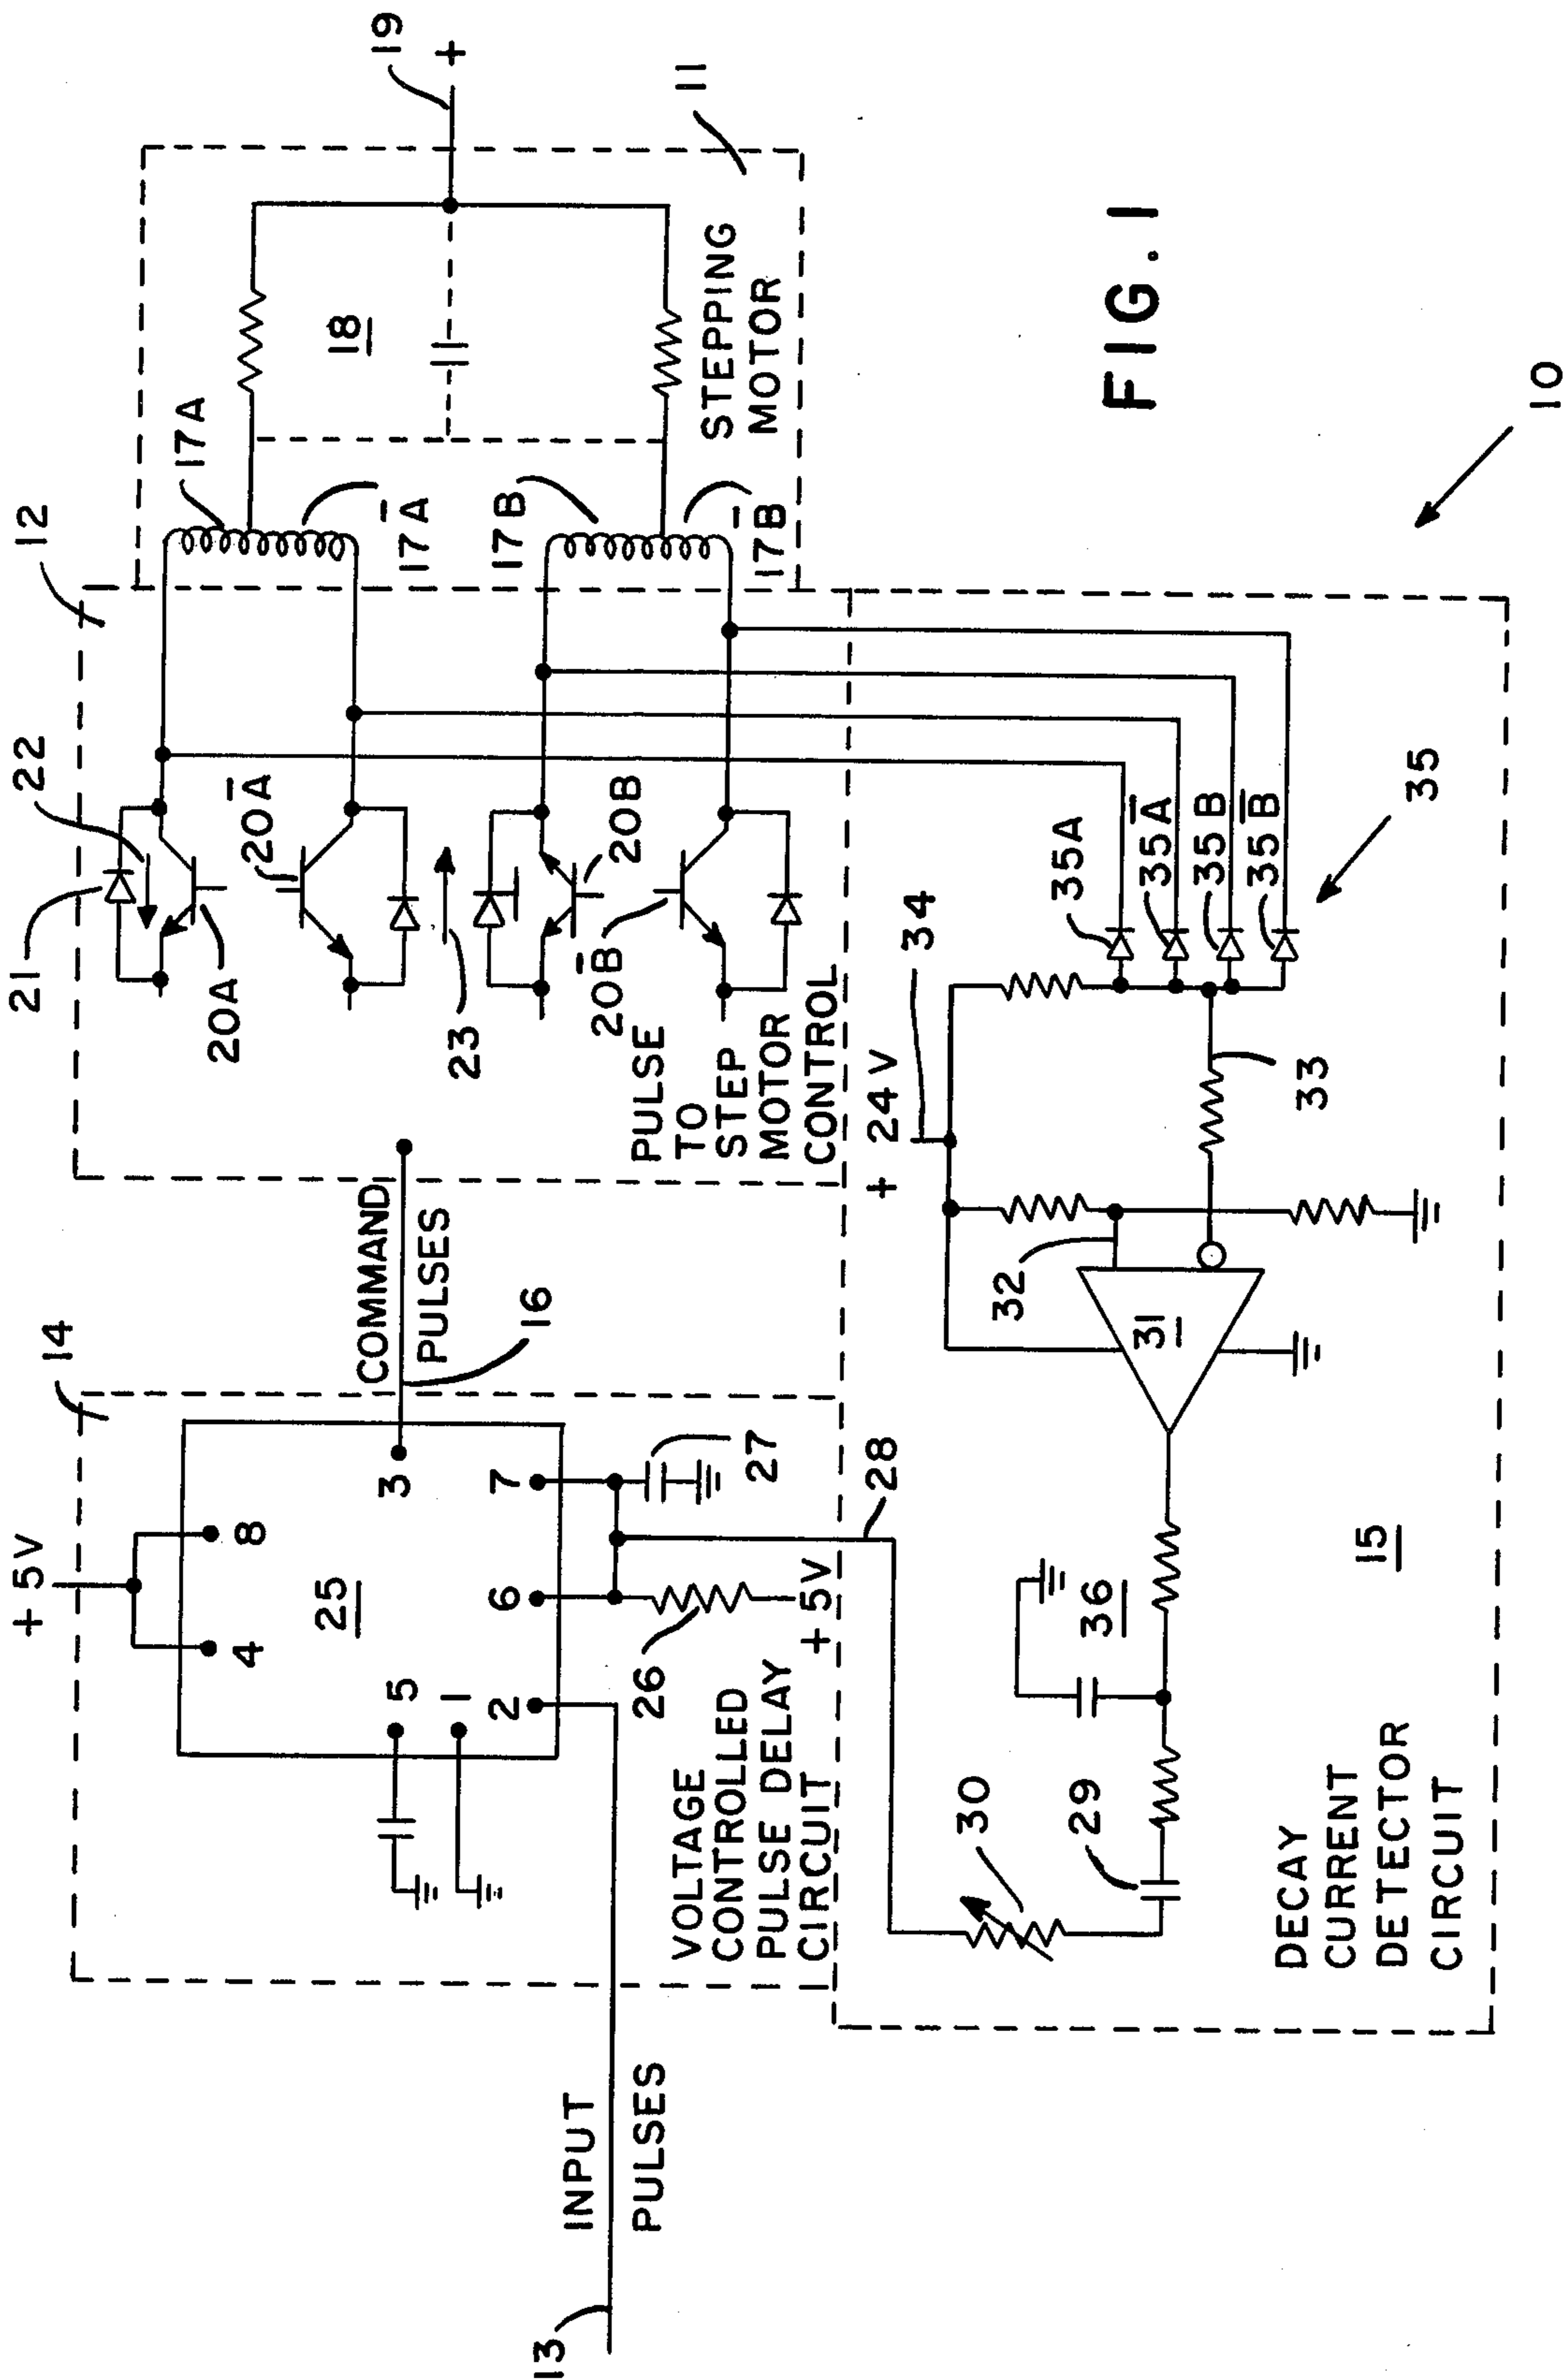 13
INPUT
PULSES
14
+5V
4
8
25
5
1
2
6
7
3
26
+5V
27
28
VOLTAGE
CONTROLLED
PULSE DELAY
CIRCUIT
COMMAND
PULSES
16
12
21
22
20A
20A̅
23
20B
20B̅
PULSE
TO
STEP
MOTOR
CONTROL
17A
17A̅
17B
17B̅
18
19
+
11
STEPPING
MOTOR
+24V
34
35A
35A̅
35B
35B̅
35
33
32
31
36
30
29
15
DECAY
CURRENT
DETECTOR
CIRCUIT
10
FIG. 1